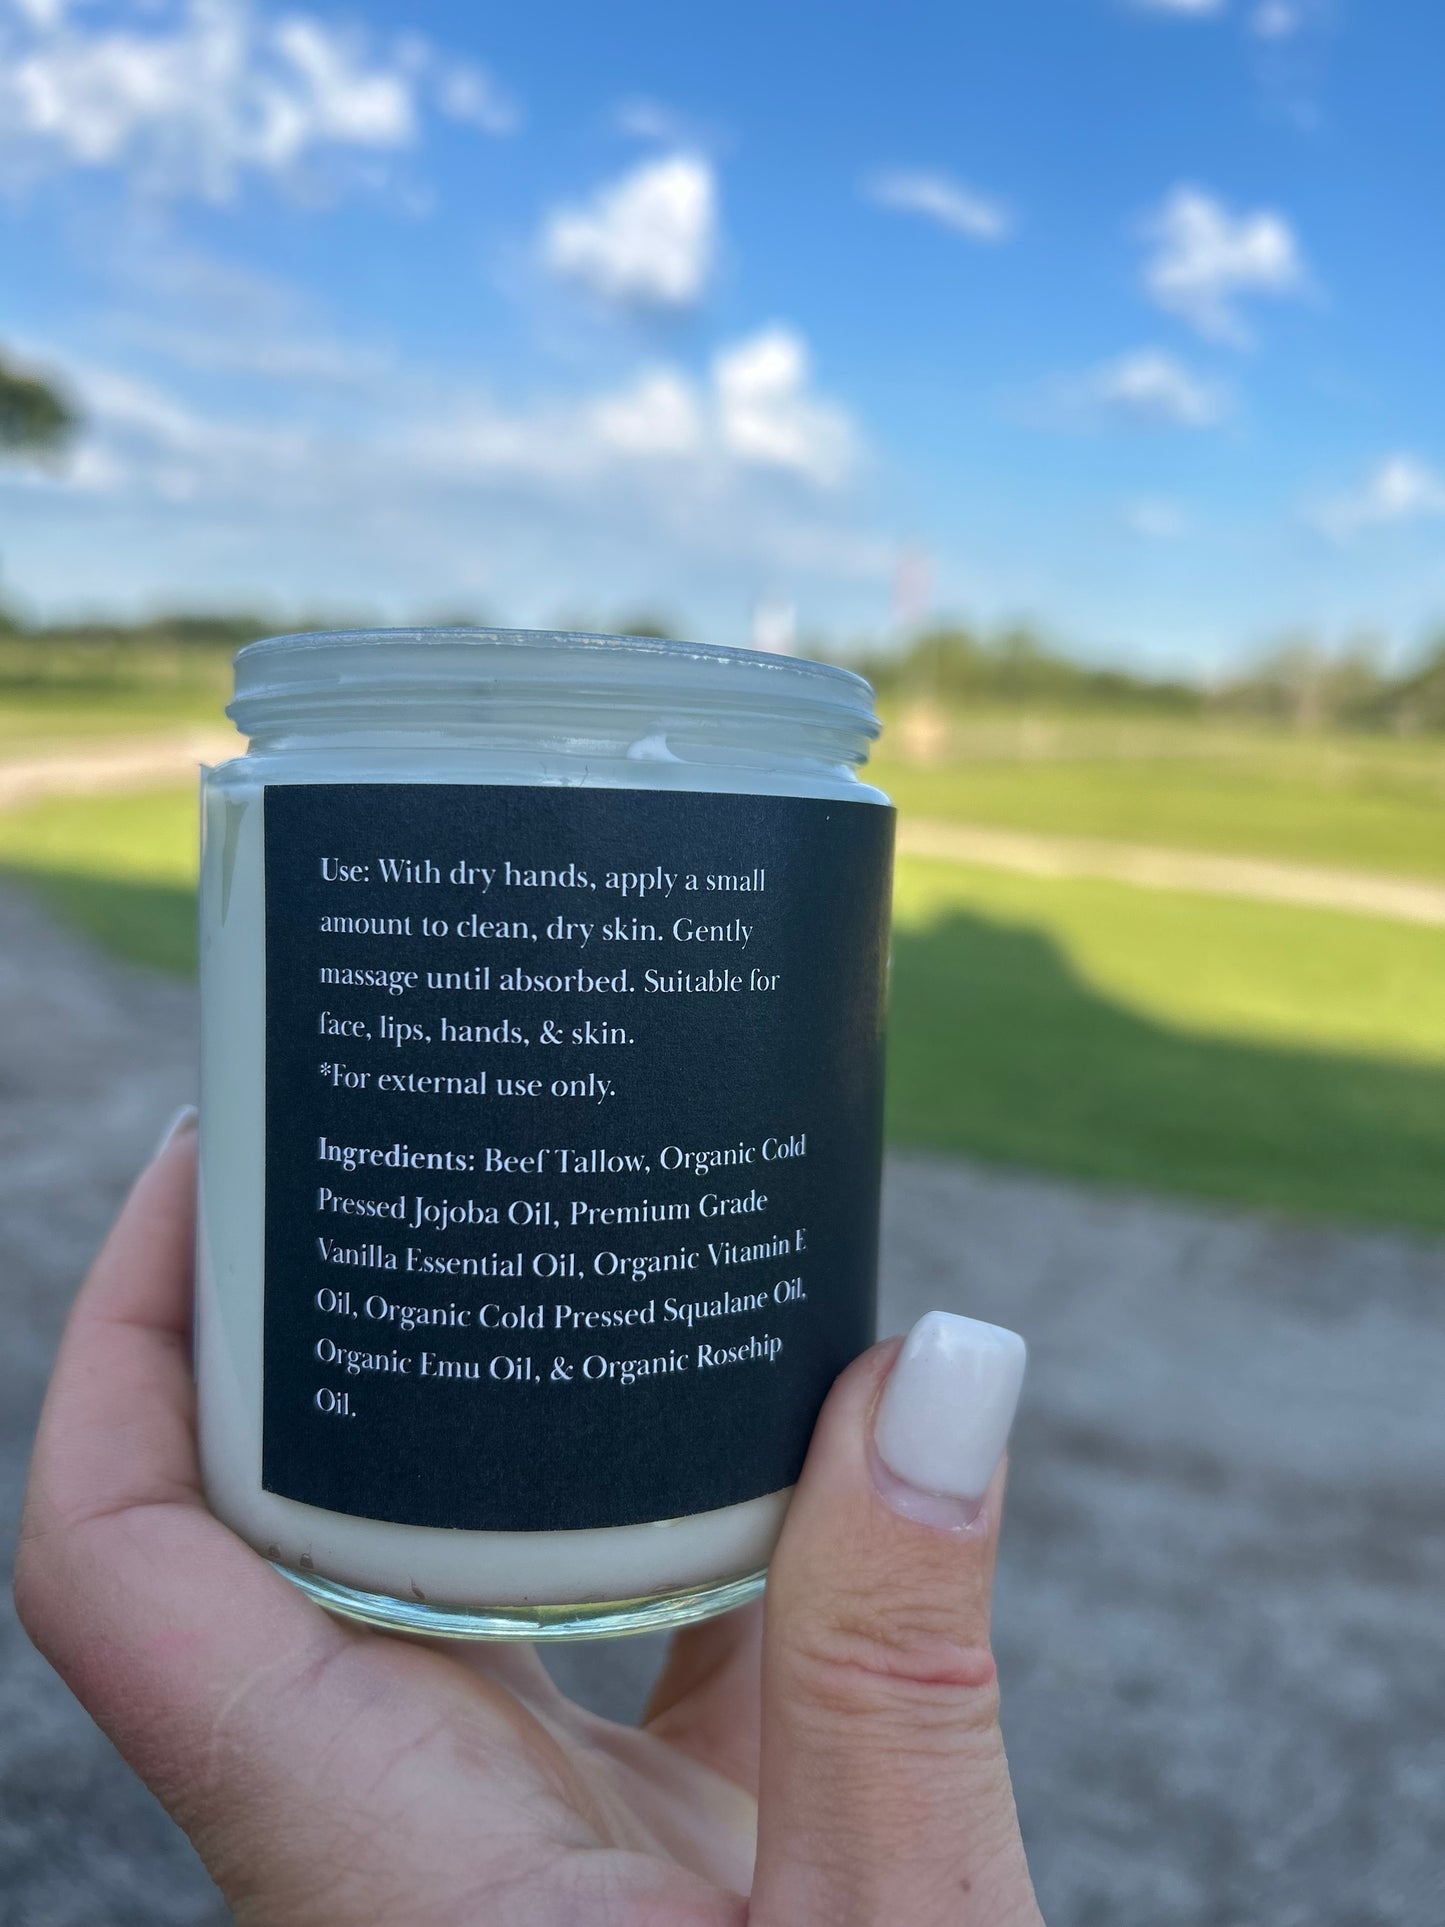 Use: With dry hands, apply a small
amount to clean, dry skin. Gently
massage until absorbed. Suitable for
face, lips, hands, & skin.
*For external use only.
Ingredients: Beef Tallow, Organic Cold
Pressed Jojoba Oil, Premium Grade
Vanilla Essential Oil, Organic Vitamin E
Oil, Organic Cold Pressed Squalane Oil,
Organic Emu Oil, & Organic Rosehip
Oil.